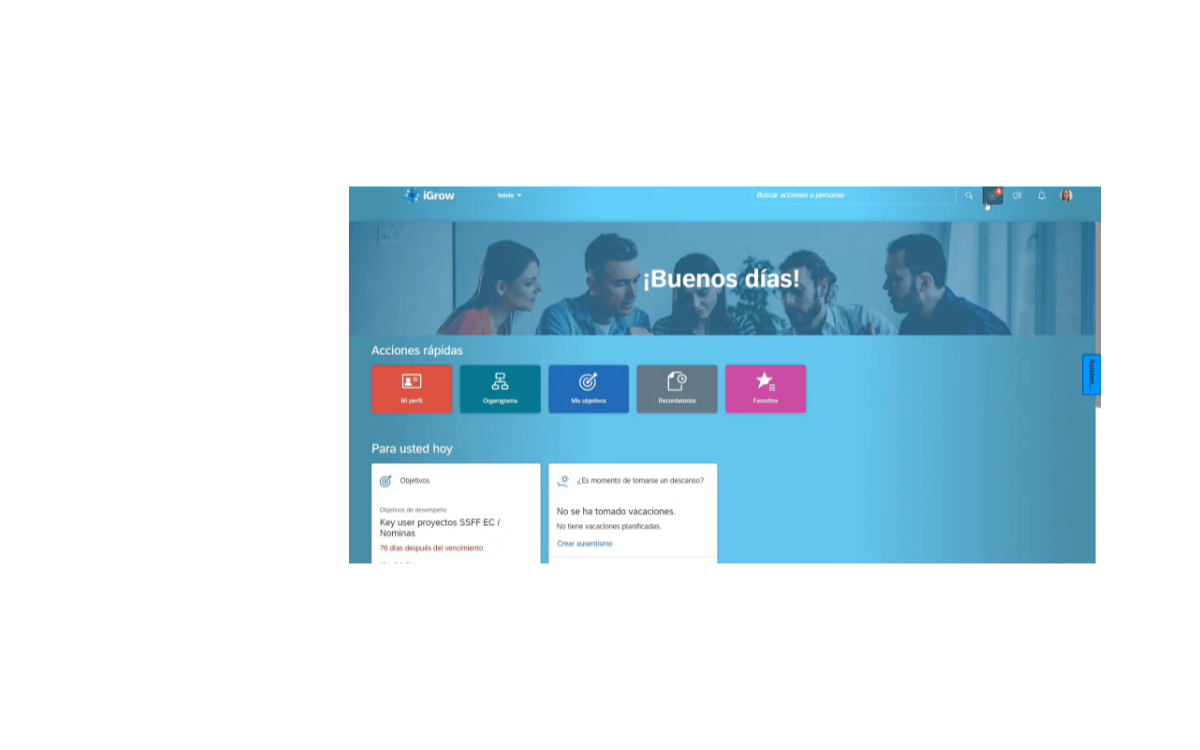 iGrow
Inicio
Buscar acciones o personas
4
¡Buenos días!
Acciones rápidas
Mi perfil
Organigrama
Mis objetivos
Recordatorios
Favoritos
Para usted hoy
Objetivos
Objetivos de desempeño
Key user proyectos SSFF EC /
Nominas
76 días después del vencimiento
¿Es momento de tomarse un descanso?
No se ha tomado vacaciones.
No tiene vacaciones planificadas.
Crear ausentismo